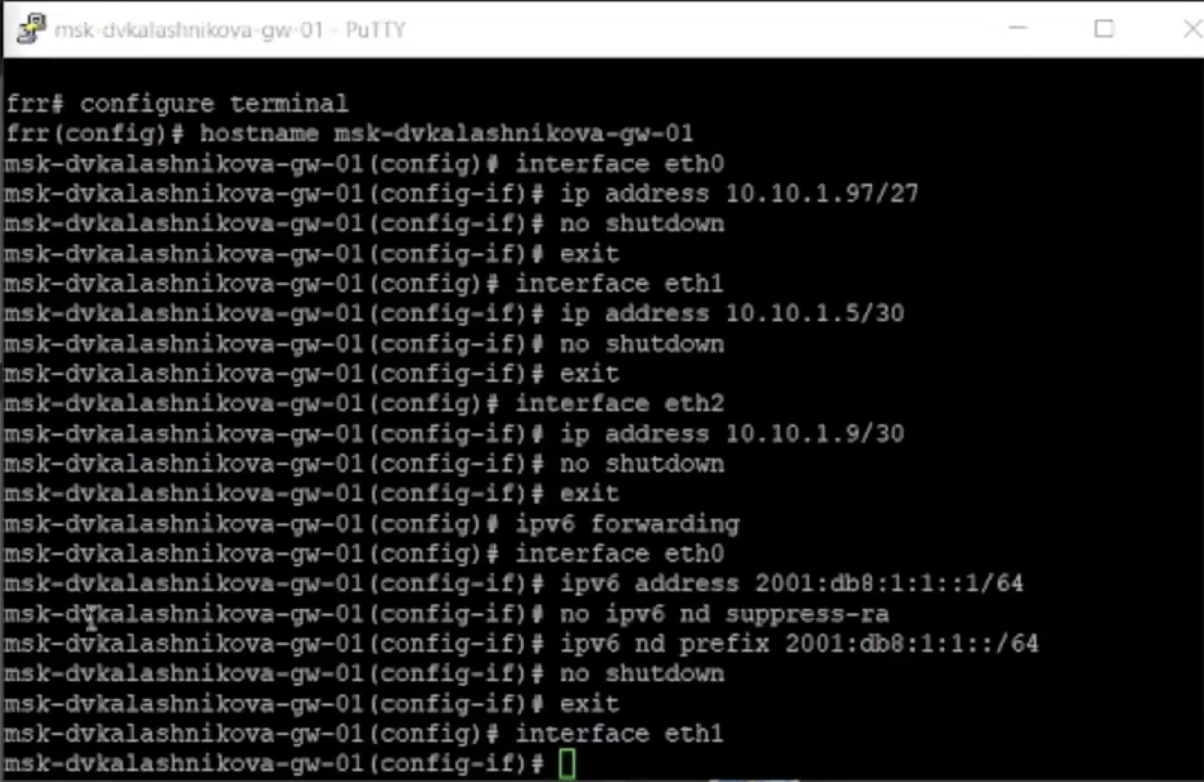 msk-dvkalashnikova-gw-01 - PuTTY
frr# configure terminal
frr(config)# hostname msk-dvkalashnikova-gw-01
msk-dvkalashnikova-gw-01(config)# interface eth0
msk-dvkalashnikova-gw-01(config-if)# ip address 10.10.1.97/27
msk-dvkalashnikova-gw-01(config-if)# no shutdown
msk-dvkalashnikova-gw-01(config-if)# exit
msk-dvkalashnikova-gw-01(config)# interface eth1
msk-dvkalashnikova-gw-01(config-if)# ip address 10.10.1.5/30
msk-dvkalashnikova-gw-01(config-if)# no shutdown
msk-dvkalashnikova-gw-01(config-if)# exit
msk-dvkalashnikova-gw-01(config)# interface eth2
msk-dvkalashnikova-gw-01(config-if)# ip address 10.10.1.9/30
msk-dvkalashnikova-gw-01(config-if)# no shutdown
msk-dvkalashnikova-gw-01(config-if)# exit
msk-dvkalashnikova-gw-01(config)# ipv6 forwarding
msk-dvkalashnikova-gw-01(config)# interface eth0
msk-dvkalashnikova-gw-01(config-if)# ipv6 address 2001:db8:1:1::1/64
msk-dvkalashnikova-gw-01(config-if)# no ipv6 nd suppress-ra
msk-dvkalashnikova-gw-01(config-if)# ipv6 nd prefix 2001:db8:1:1::/64
msk-dvkalashnikova-gw-01(config-if)# no shutdown
msk-dvkalashnikova-gw-01(config-if)# exit
msk-dvkalashnikova-gw-01(config)# interface eth1
msk-dvkalashnikova-gw-01(config-if)#